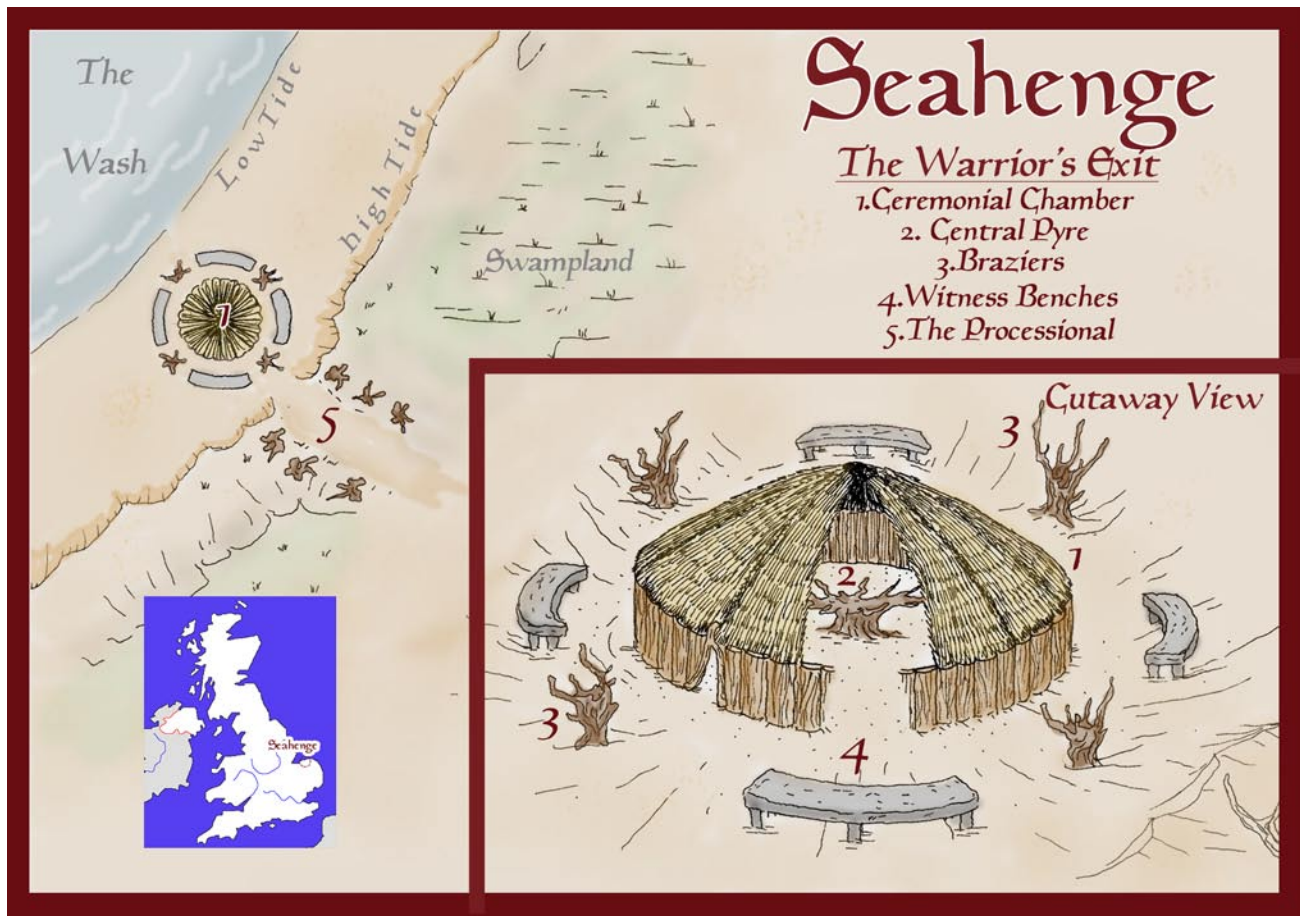 The
Wash
Low Tide
high Tide
Swampland
Seahenge
The Warrior's Exit
1.Ceremonial Chamber
2. Central Pyre
3.Braziers
4.Witness Benches
5.The Processional
1
5
Seahenge
Cutaway View
3
1
2
3
4